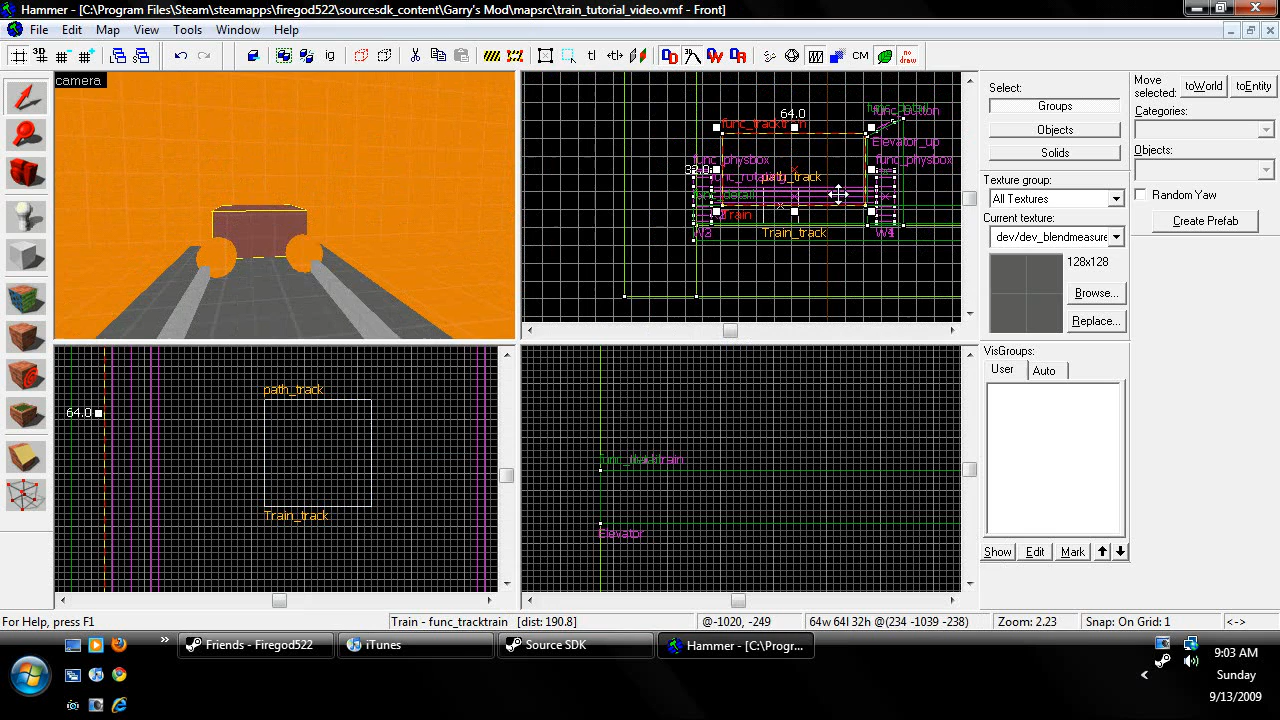 Hammer - [C:\Program Files\Steam\steamapps\firegod522\sourcesdk_content\Garry's Mod\mapsrc\train_tutorial_video.vmf - Front]
File Edit Map View Tools Window Help
camera
64.0
func_tracktrain
func_button
Elevator_up
func_physbox
func_physbox
path_track
Train
W3
Train_track
W4
path_track
64.0
Train_track
Elevator
Select:
Groups
Objects
Solids
Texture group:
All Textures
Current texture:
dev/dev_blendmeasure
128x128
Browse...
Replace...
VisGroups:
User Auto
Show Edit Mark
Move selected:
toWorld toEntity
Categories:
Objects:
Random Yaw
Create Prefab
For Help, press F1
Train - func_tracktrain [dist: 190.8]
@-1020, -249
64w 64l 32h @(234 -1039 -238)
Zoom: 2.23
Snap: On Grid: 1
<->
Friends - Firegod522
iTunes
Source SDK
Hammer - [C:\Progr...
9:03 AM
Sunday
9/13/2009